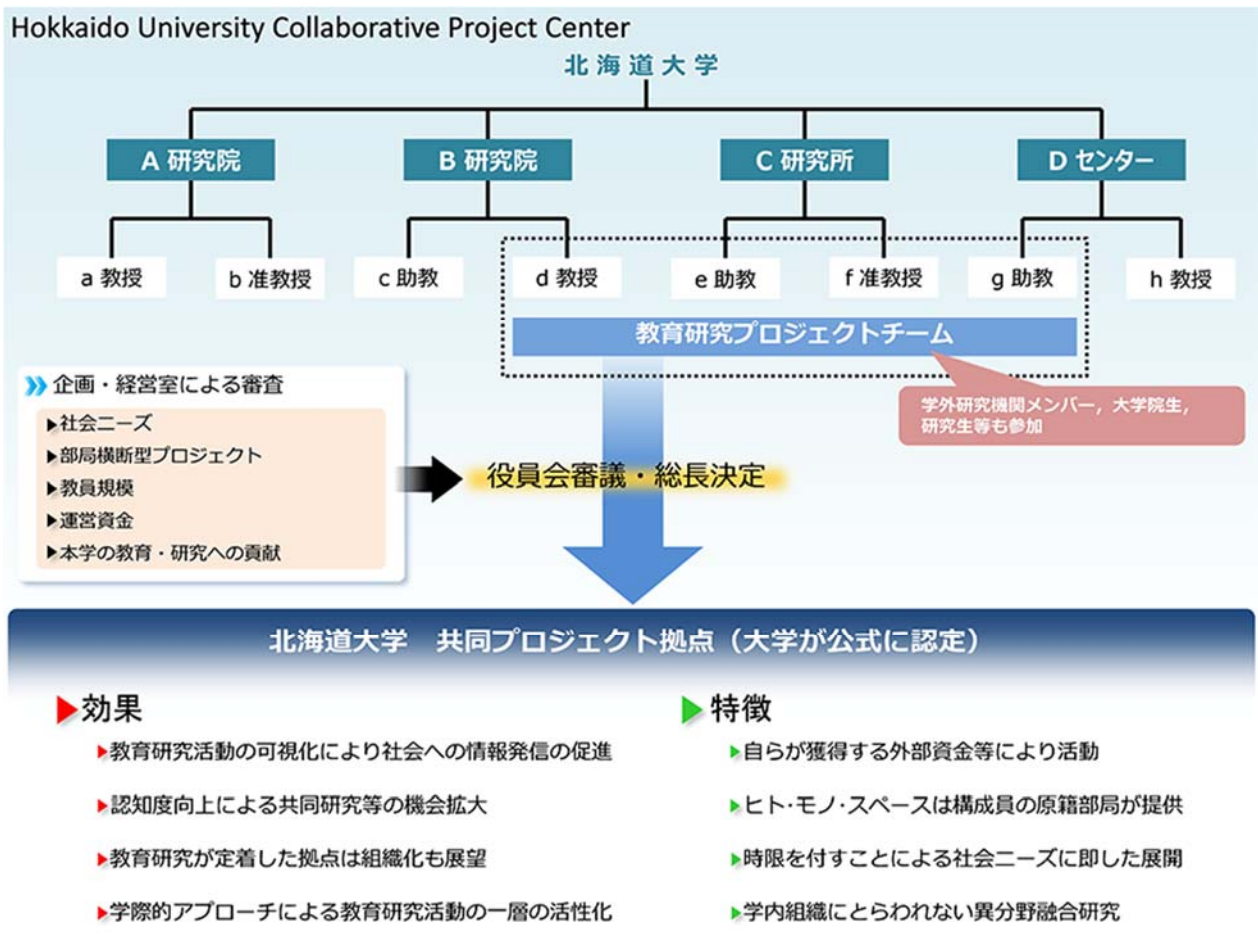 Hokkaido University Collaborative Project Center
北海道大学
A 研究院
B 研究院
C 研究所
D センター
a 教授
b 准教授
c 助教
d 教授
e 助教
f 准教授
g 助教
h 教授
教育研究プロジェクトチーム
学外研究機関メンバー，大学院生，
研究生等も参加
企画・経営室による審査
▶社会ニーズ
▶部局横断型プロジェクト
▶教員規模
▶運営資金
▶本学の教育・研究への貢献
役員会審議・総長決定
北海道大学　共同プロジェクト拠点（大学が公式に認定）
▶効果
▶教育研究活動の可視化により社会への情報発信の促進
▶認知度向上による共同研究等の機会拡大
▶教育研究が定着した拠点は組織化も展望
▶学際的アプローチによる教育研究活動の一層の活性化
▶特徴
▶自らが獲得する外部資金等により活動
▶ヒト・モノ・スペースは構成員の原籍部局が提供
▶時限を付すことによる社会ニーズに即した展開
▶学内組織にとらわれない異分野融合研究